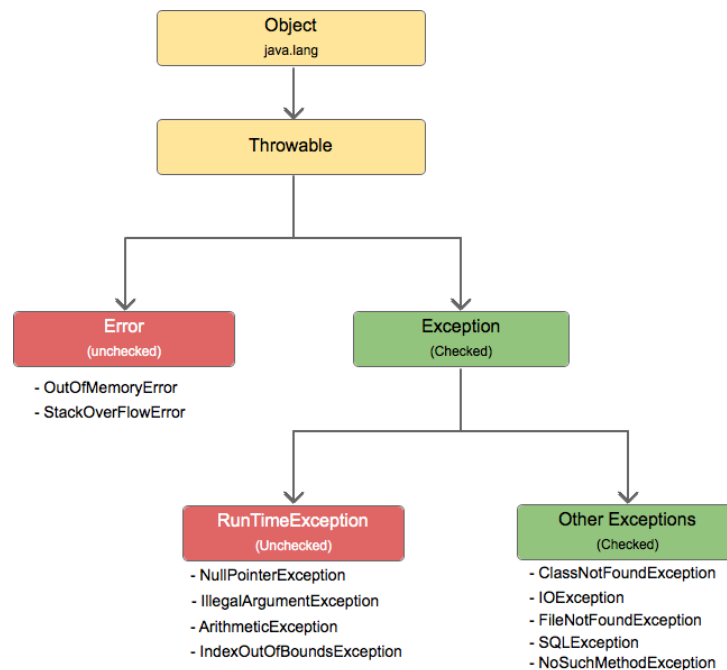 Object
java.lang
Throwable
Error
(unchecked)
- OutOfMemoryError
- StackOverFlowError
Exception
(Checked)
RunTimeException
(Unchecked)
- NullPointerException
- IllegalArgumentException
- ArithmeticException
- IndexOutOfBoundsException
Other Exceptions
(Checked)
- ClassNotFoundException
- IOException
- FileNotFoundException
- SQLException
- NoSuchMethodException